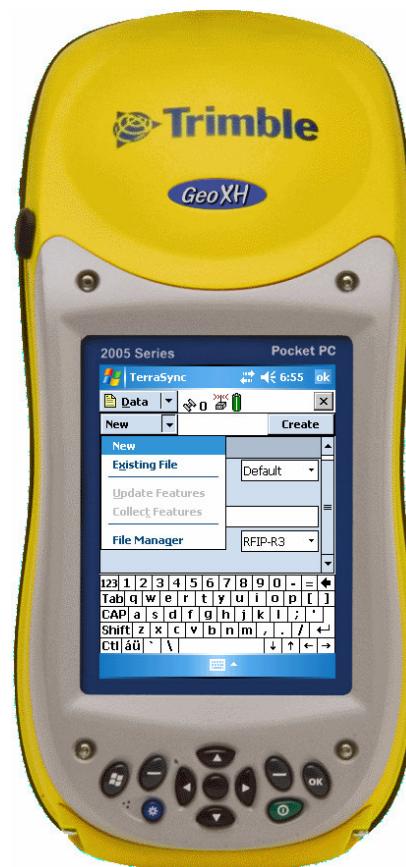 Trimble
GeoXH
2005 Series Pocket PC
TerraSync 6:55 ok
Data 0 X
New Create
New
Existing File Default
Update Features
Collect Features
File Manager RFIP-R3
123 1 2 3 4 5 6 7 8 9 0 - =
Tab q w e r t y u i o p [ ]
CAP a s d f g h j k l ; '
Shift z x c v b n m , . /
Ctl áü ` \
OK